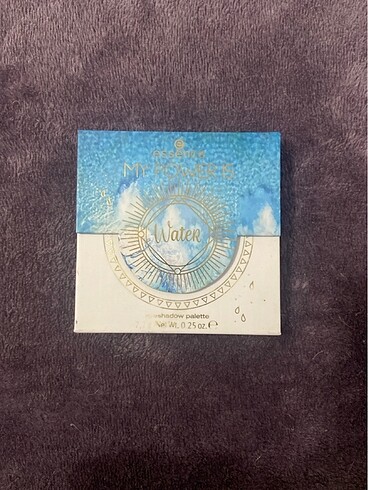 essence
MY POWER IS
Water
eyeshadow palette
Net WT. 0.25 oz. ℮